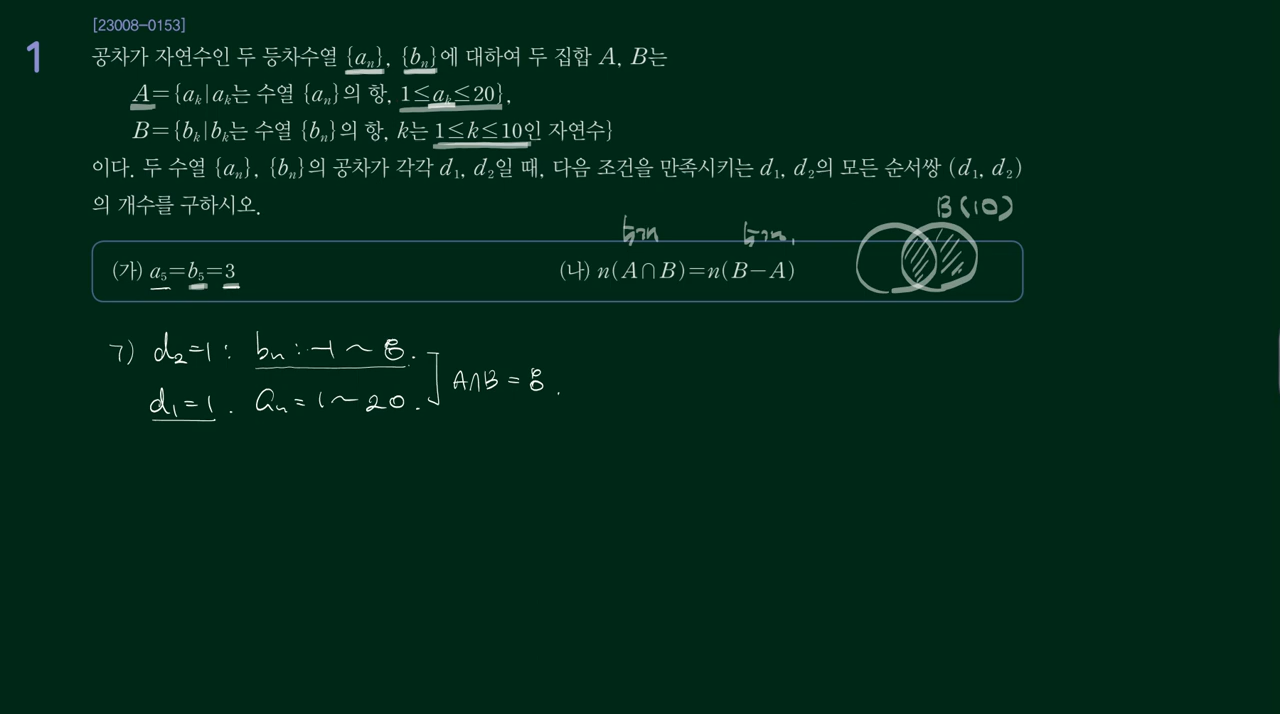 [23008-0153]
1 공차가 자연수인 두 등차수열 {aₙ}, {bₙ}에 대하여 두 집합 A, B는
A={aₖ|aₖ는 수열 {aₙ}의 항, 1≤aₖ≤20},
B={bₖ|bₖ는 수열 {bₙ}의 항, k는 1≤k≤10인 자연수}
이다. 두 수열 {aₙ}, {bₙ}의 공차가 각각 d₁, d₂일 때, 다음 조건을 만족시키는 d₁, d₂의 모든 순서쌍 (d₁, d₂)
의 개수를 구하시오.
B(10)
5개 5개
(가) a₅=b₅=3 (나) n(A∩B)=n(B−A)
ㄱ) d₂=1 : bₙ : -1 ~ 8.
A∩B = 8.
d₁=1. aₙ = 1 ~ 20.